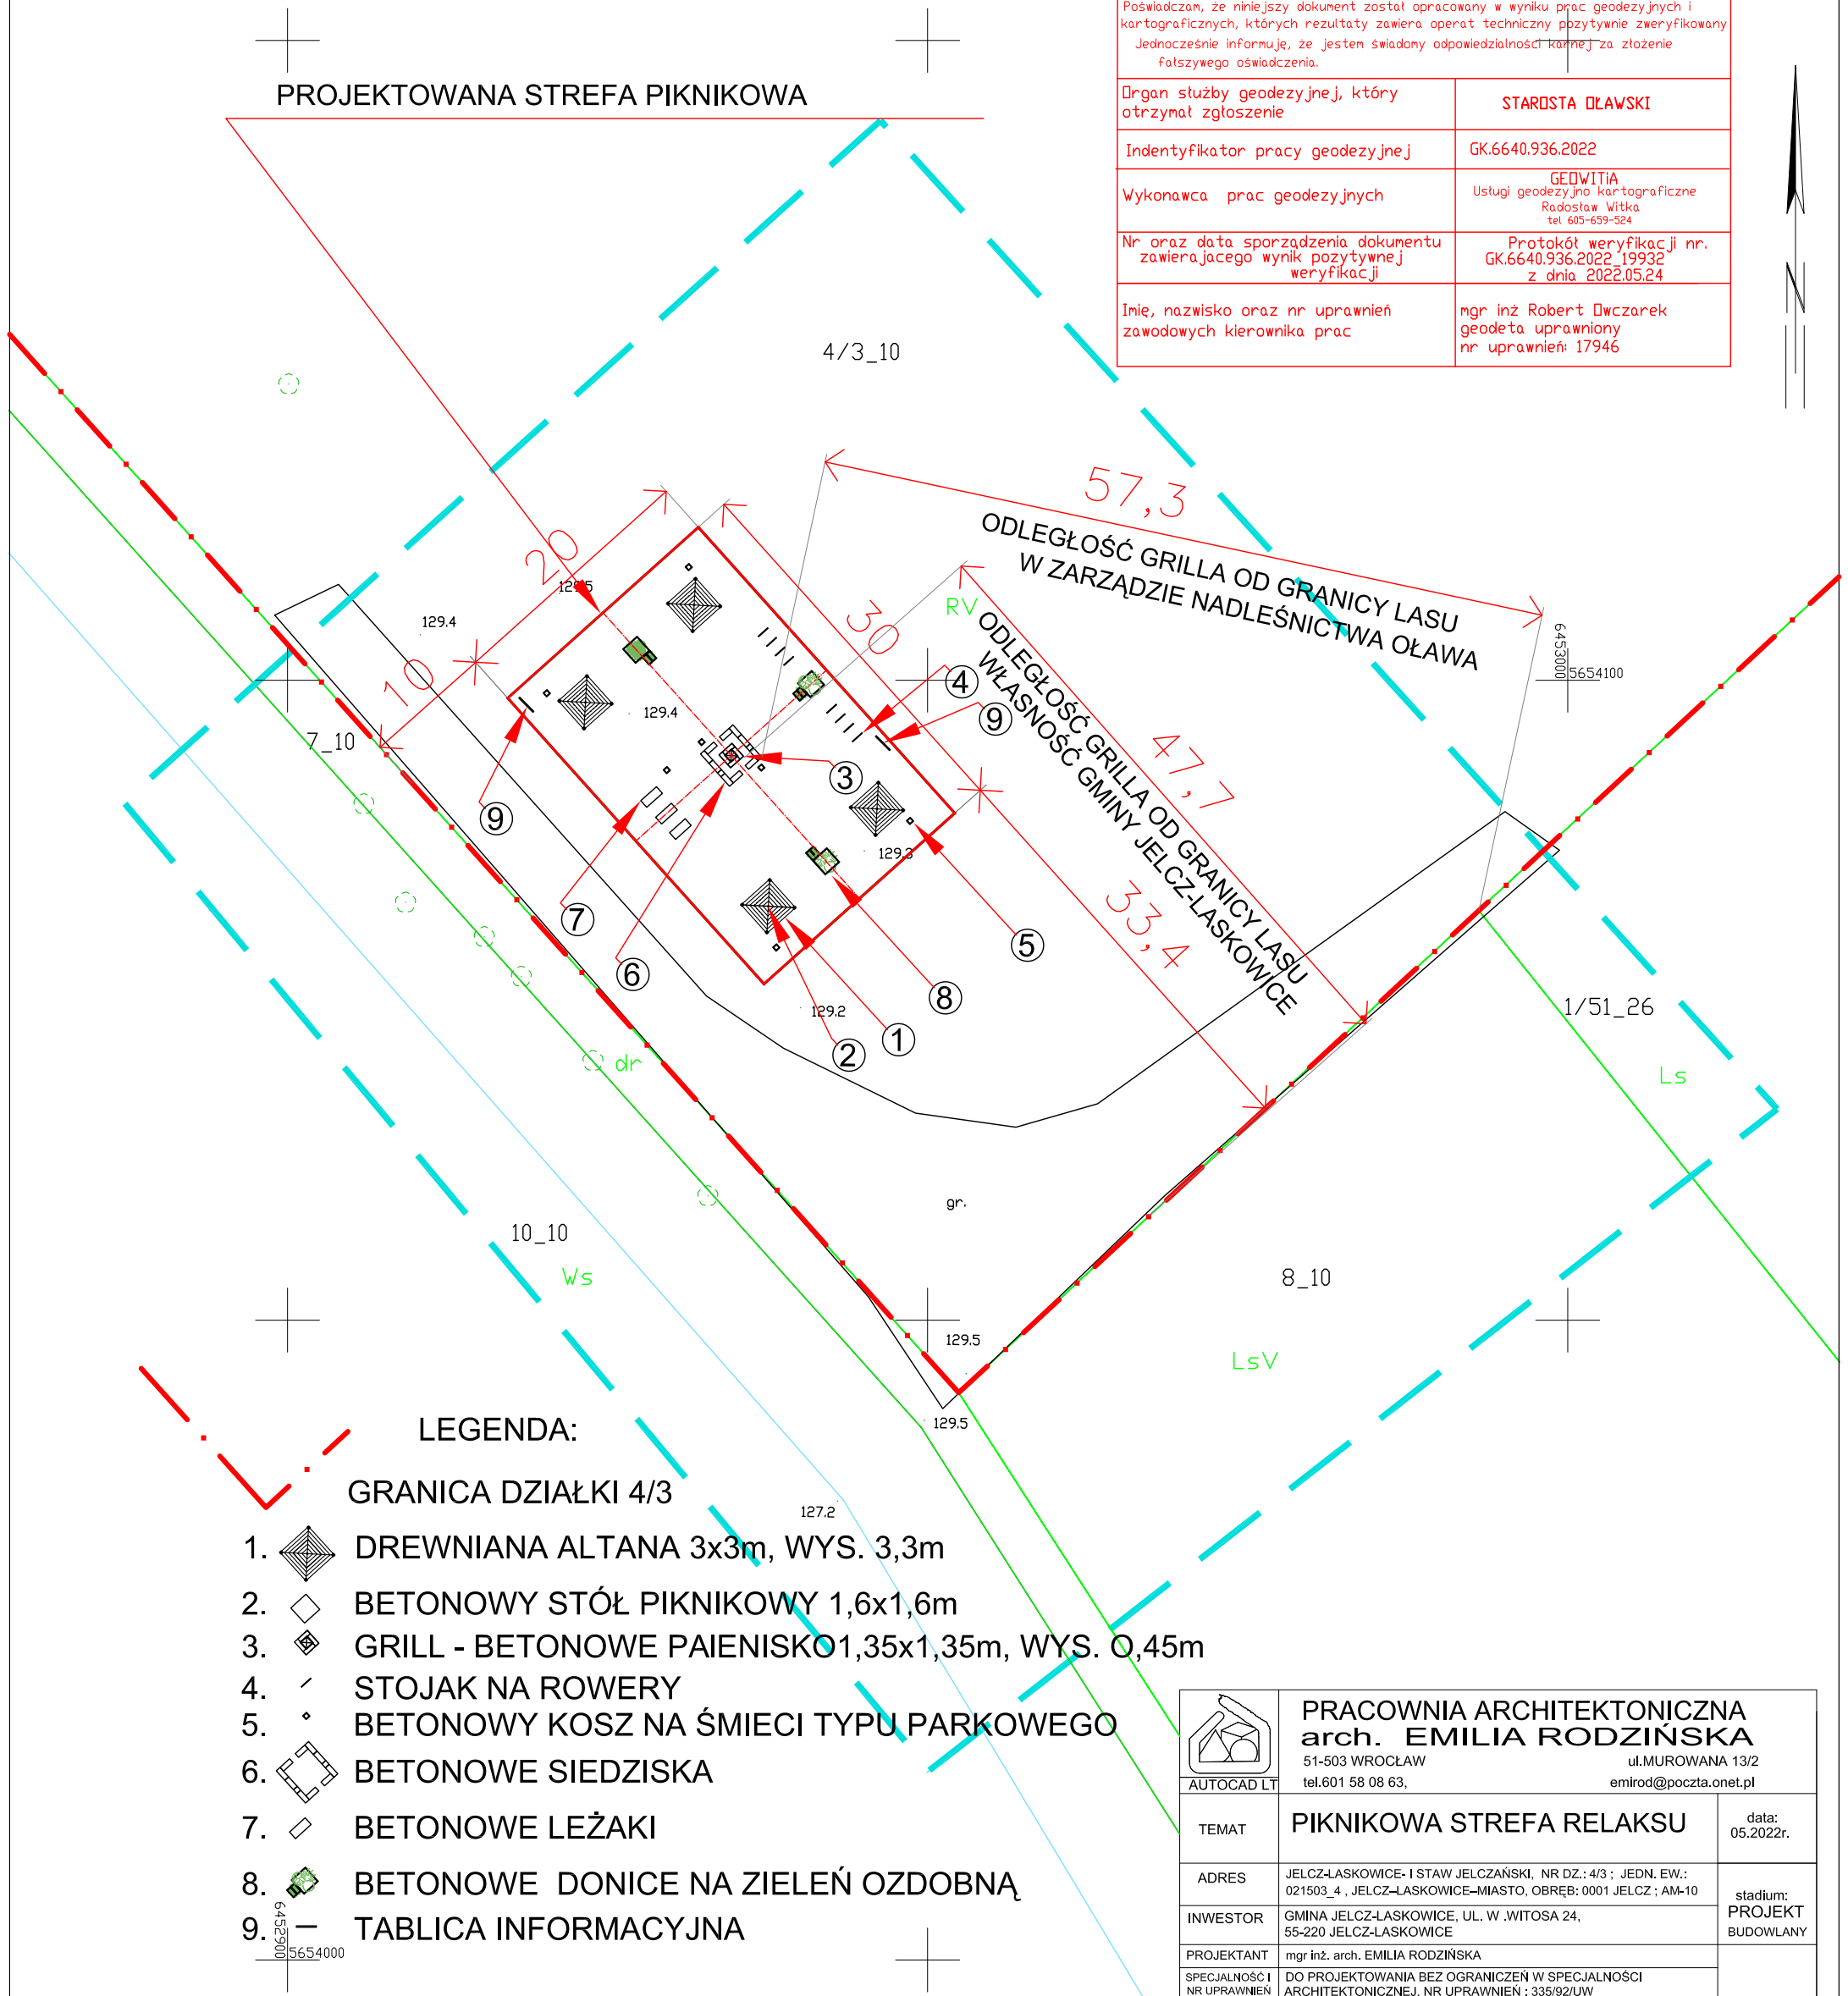 Poświadczam, że niniejszy dokument został opracowany w wyniku prac geodezyjnych i
kartograficznych, których rezultaty zawiera operat techniczny pozytywnie zweryfikowany
Jednocześnie informuję, że jestem świadomy odpowiedzialności karnej za złożenie
fałszywego oświadczenia.
Organ służby geodezyjnej, który
otrzymał zgłoszenie
STAROSTA OŁAWSKI
Indentyfikator pracy geodezyjnej
GK.6640.936.2022
Wykonawca prac geodezyjnych
GEOWITiA
Usługi geodezyjno kartograficzne
Radosław Witka
tel 605-659-524
Nr oraz data sporządzenia dokumentu
zawierajacego wynik pozytywnej
weryfikacji
Protokół weryfikacji nr.
GK.6640.936.2022_19932
z dnia 2022.05.24
Imię, nazwisko oraz nr uprawnień
zawodowych kierownika prac
mgr inż Robert Owczarek
geodeta uprawniony
nr uprawnień: 17946
N
PROJEKTOWANA STREFA PIKNIKOWA
4/3_10
57,3
ODLEGŁOŚĆ GRILLA OD GRANICY LASU
W ZARZĄDZIE NADLEŚNICTWA OŁAWA
20
129.5
129.4
30
RV
ODLEGŁOŚĆ GRILLA OD GRANICY LASU
WŁASNOŚĆ GMINY JELCZ-LASKOWICE
47,7
33,4
10
7_10
129.4
6453000
5654100
4
9
3
9
129.3
7
6
5
8
129.2
1
2
1/51_26
Ls
dr
gr.
10_10
Ws
8_10
LsV
129.5
129.5
127.2
LEGENDA:
GRANICA DZIAŁKI 4/3
1. DREWNIANA ALTANA 3x3m, WYS. 3,3m
2. BETONOWY STÓŁ PIKNIKOWY 1,6x1,6m
3. GRILL - BETONOWE PAIENISKO1,35x1,35m, WYS. O,45m
4. STOJAK NA ROWERY
5. BETONOWY KOSZ NA ŚMIECI TYPU PARKOWEGO
6. BETONOWE SIEDZISKA
7. BETONOWE LEŻAKI
8. BETONOWE DONICE NA ZIELEŃ OZDOBNĄ
9. TABLICA INFORMACYJNA
6452900
5654000
AUTOCAD LT
PRACOWNIA ARCHITEKTONICZNA
arch. EMILIA RODZIŃSKA
51-503 WROCŁAW ul.MUROWANA 13/2
tel.601 58 08 63, emirod@poczta.onet.pl
TEMAT
PIKNIKOWA STREFA RELAKSU
data:
05.2022r.
ADRES
JELCZ-LASKOWICE- I STAW JELCZAŃSKI, NR DZ.: 4/3 ; JEDN. EW.:
021503_4 , JELCZ–LASKOWICE–MIASTO, OBRĘB: 0001 JELCZ ; AM-10
stadium:
PROJEKT
BUDOWLANY
INWESTOR
GMINA JELCZ-LASKOWICE, UL. W .WITOSA 24,
55-220 JELCZ-LASKOWICE
PROJEKTANT
mgr inż. arch. EMILIA RODZIŃSKA
SPECJALNOŚĆ I
NR UPRAWNIEŃ
DO PROJEKTOWANIA BEZ OGRANICZEŃ W SPECJALNOŚCI
ARCHITEKTONICZNEJ, NR UPRAWNIEŃ : 335/92/UW